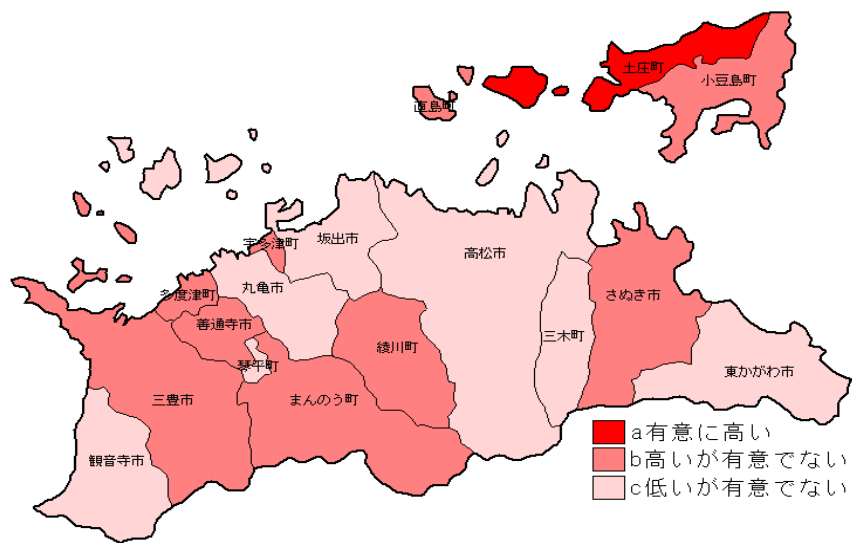 土庄町
小豆島町
直島町
宇多津町
坂出市
高松市
多度津町
丸亀市
さぬき市
善通寺市
綾川町
三木町
琴平町
東かがわ市
三豊市
まんのう町
観音寺市
a有意に高い
b高いが有意でない
c低いが有意でない